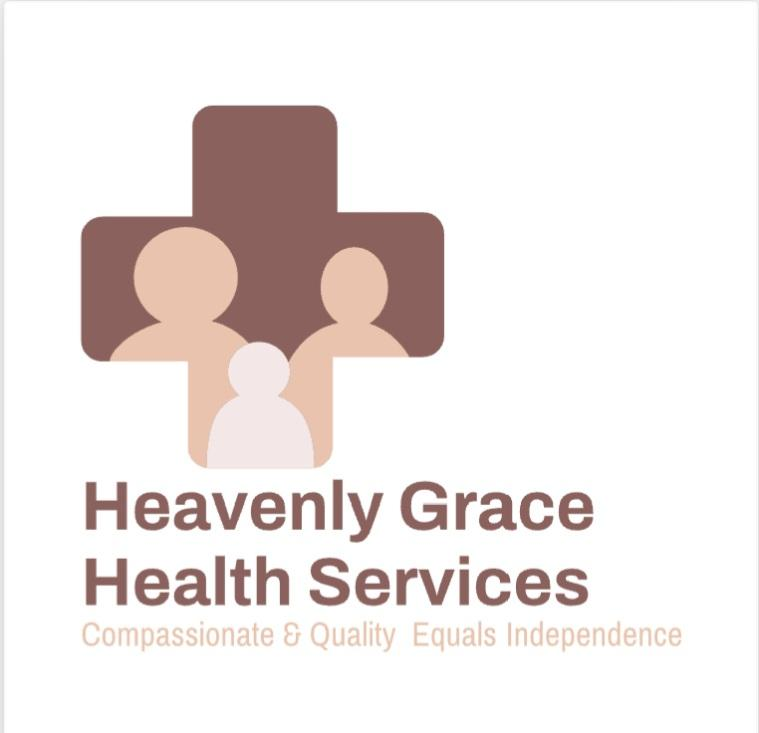 Heavenly Grace
Health Services
Compassionate & Quality Equals Independence